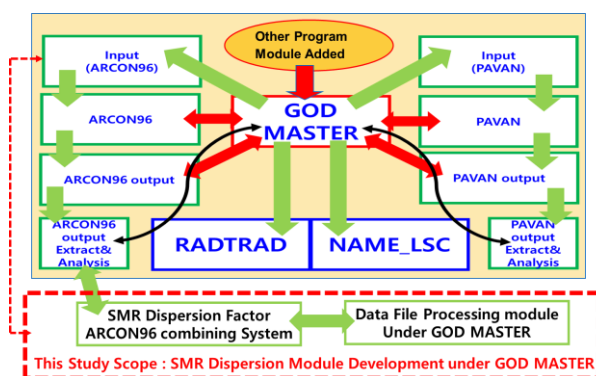 Other Program
Module Added
Input
(ARCON96)
Input
(PAVAN)
GOD
MASTER
ARCON96
PAVAN
ARCON96 output
PAVAN output
ARCON96
output
Extract&
Analysis
RADTRAD
NAME_LSC
PAVAN
output
Extract&
Analysis
SMR Dispersion Factor
ARCON96 combining System
Data File Processing module
Under GOD MASTER
This Study Scope : SMR Dispersion Module Development under GOD MASTER